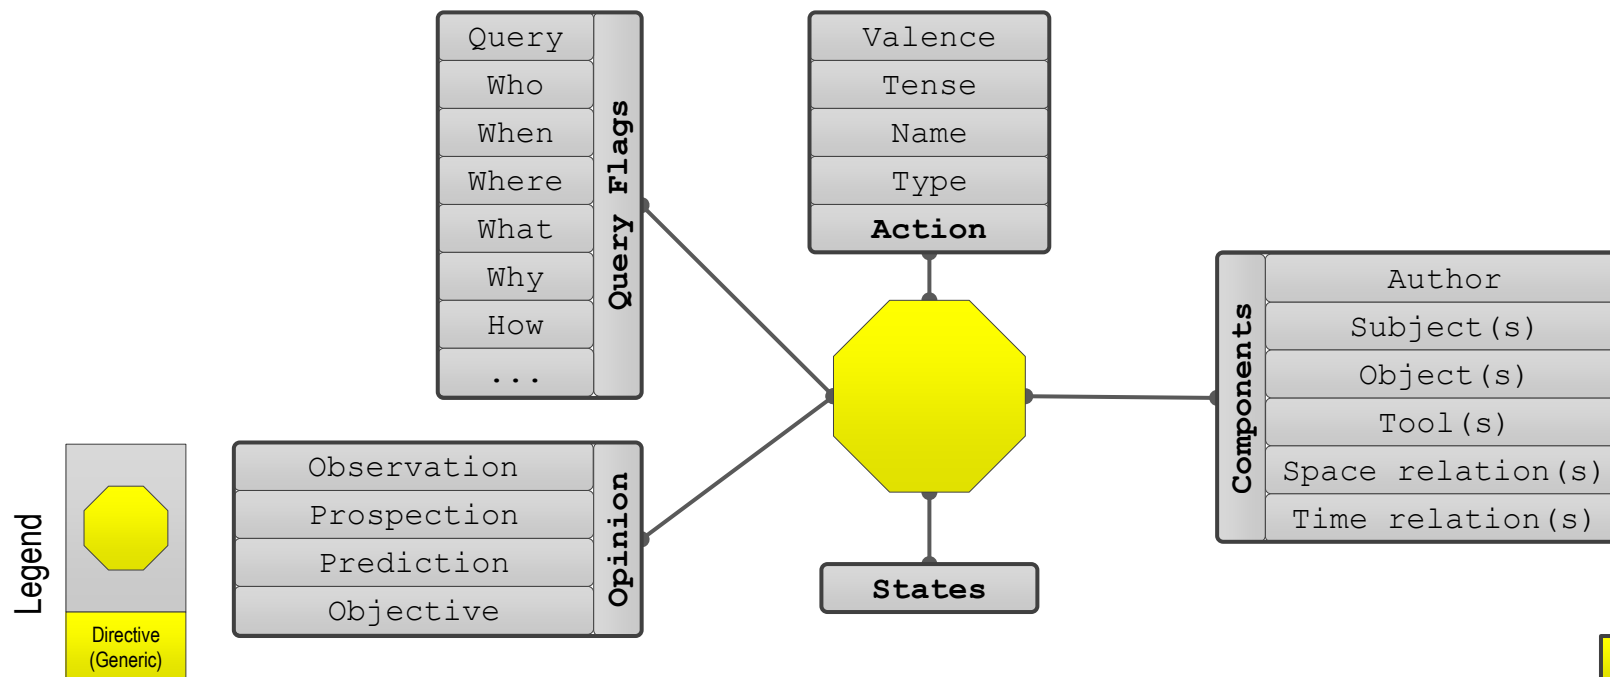 Query
Who
When
Where
What
Why
How
...
Query Flags
Valence
Tense
Name
Type
Action
Components
Author
Subject(s)
Object(s)
Tool(s)
Space relation(s)
Time relation(s)
Observation
Prospection
Prediction
Objective
Opinion
States
Legend
Directive
(Generic)